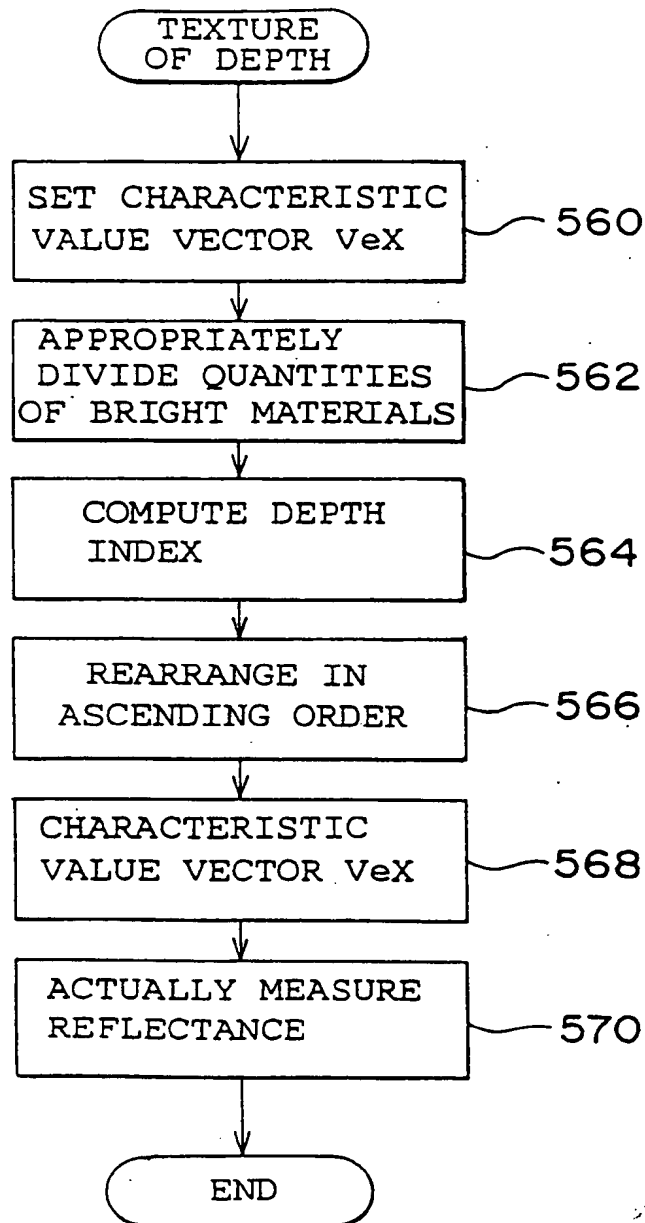 TEXTURE
OF DEPTH
SET CHARACTERISTIC
VALUE VECTOR VeX
560
APPROPRIATELY
DIVIDE QUANTITIES
OF BRIGHT MATERIALS
562
COMPUTE DEPTH
INDEX
564
REARRANGE IN
ASCENDING ORDER
566
CHARACTERISTIC
VALUE VECTOR VeX
568
ACTUALLY MEASURE
REFLECTANCE
570
END